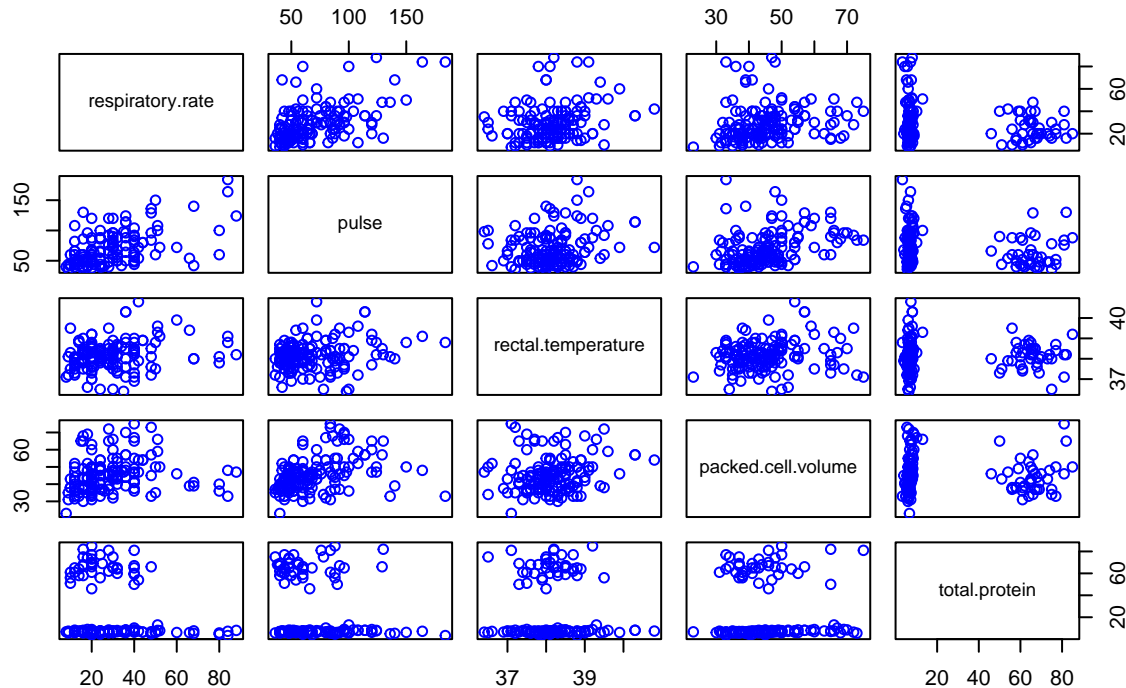 50 100 150 30 50 70
respiratory.rate 20 60
50 150 pulse
rectal.temperature 37 40
30 60 packed.cell.volume
total.protein 20 60
20 40 60 80 37 39 20 40 60 80